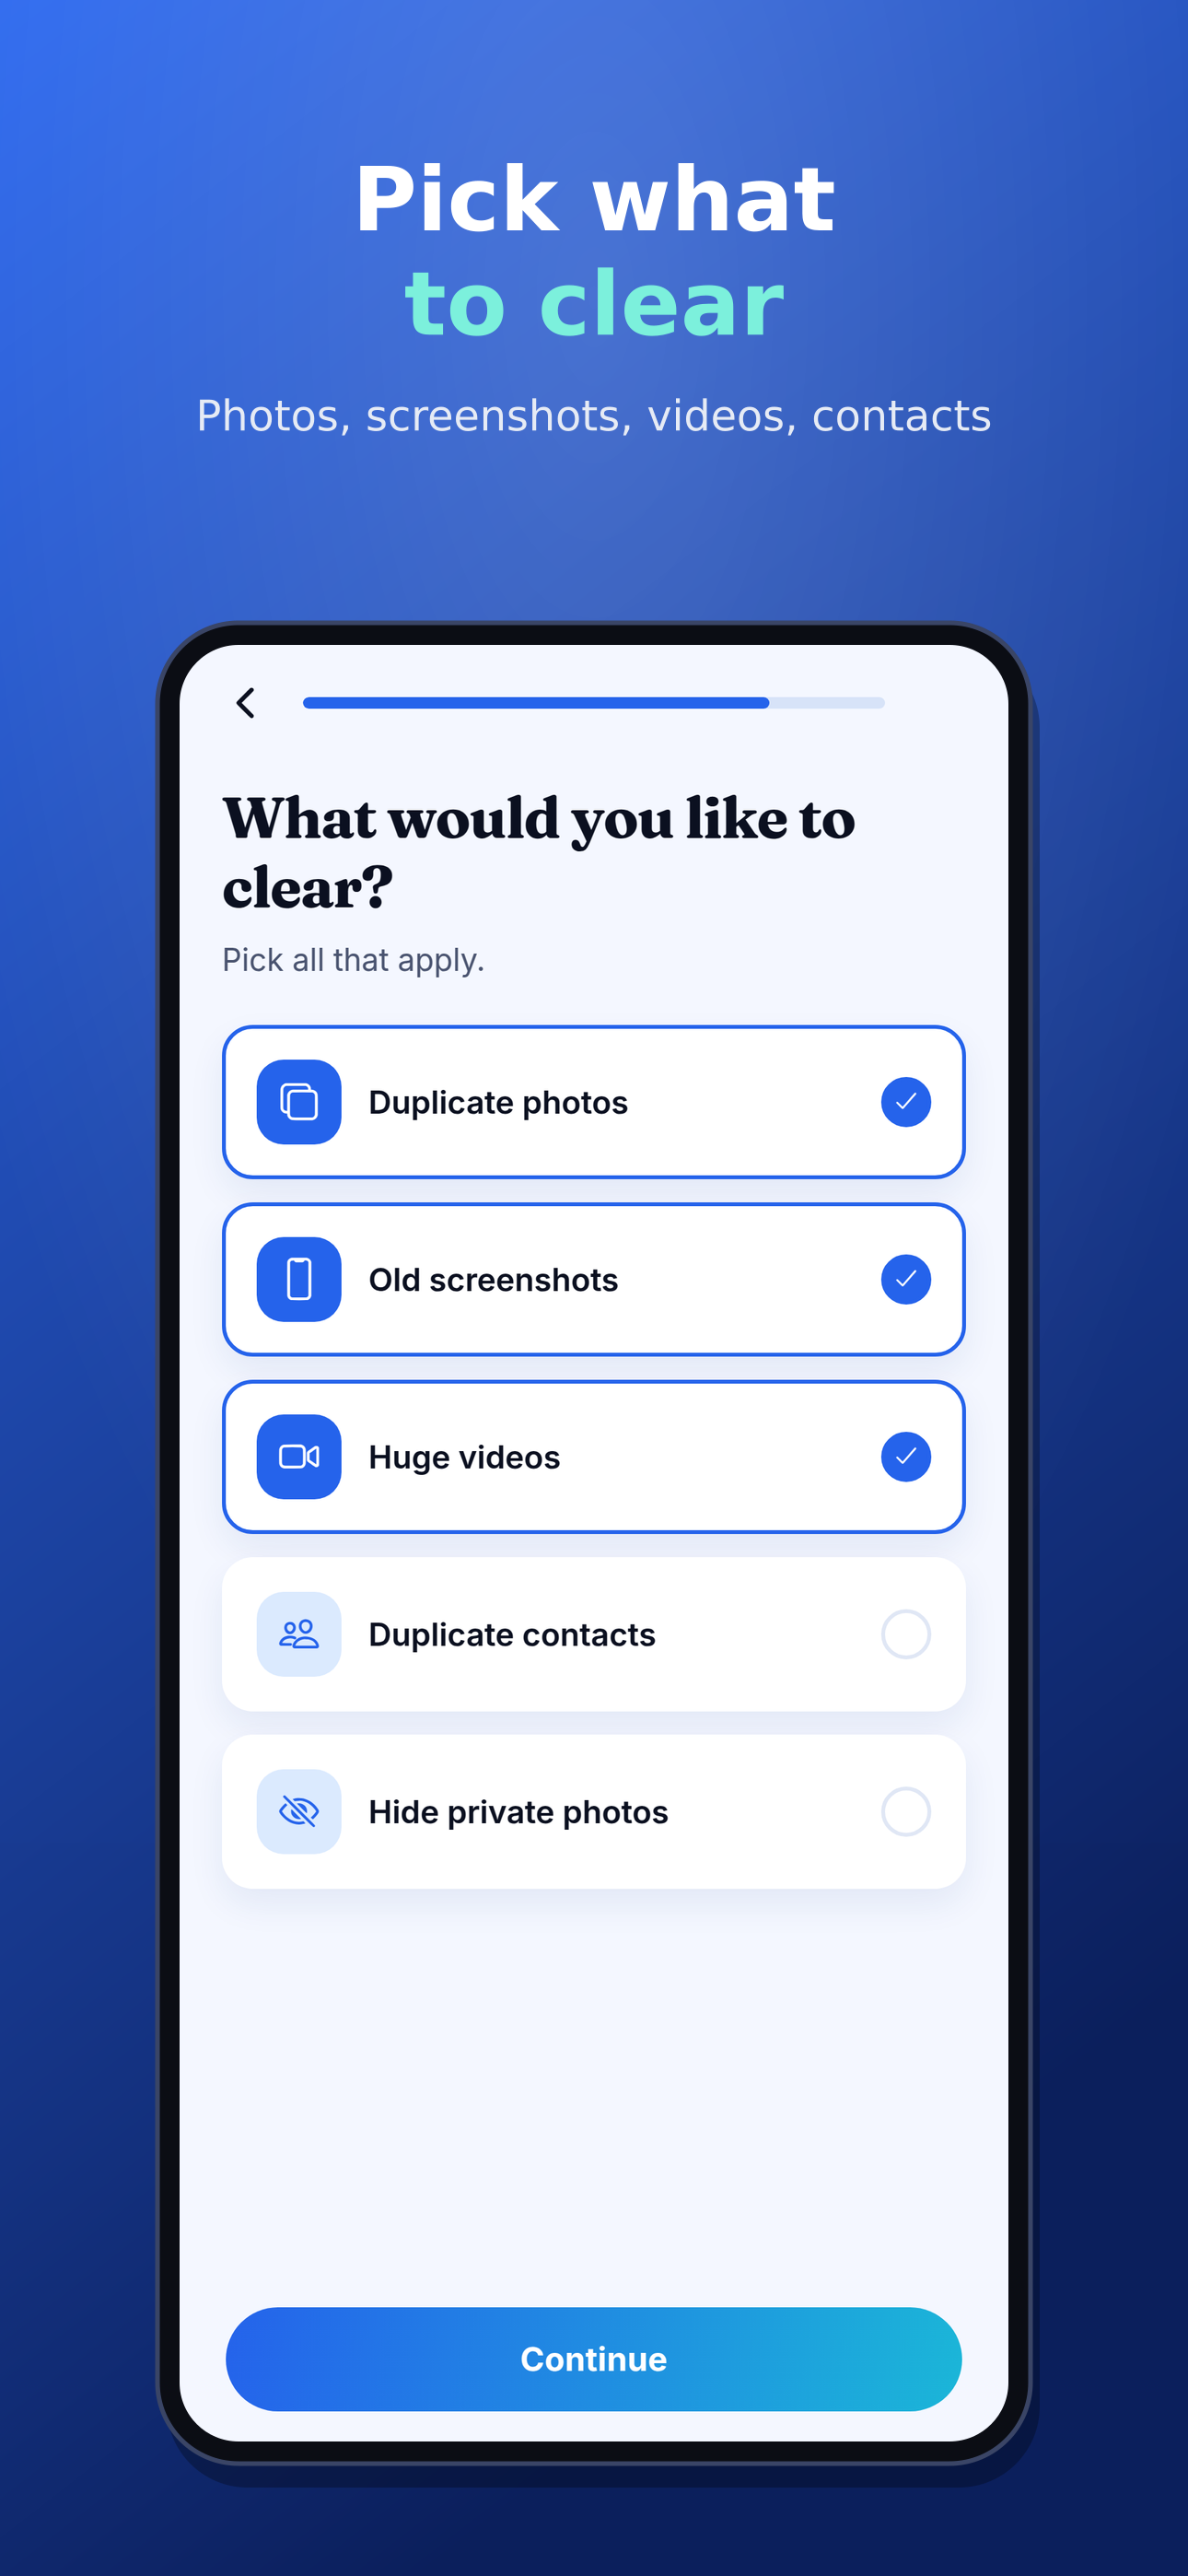 Pick what
to clear
Photos, screenshots, videos, contacts
What would you like to
clear?
Pick all that apply.
Duplicate photos
Old screenshots
Huge videos
Duplicate contacts
Hide private photos
Continue